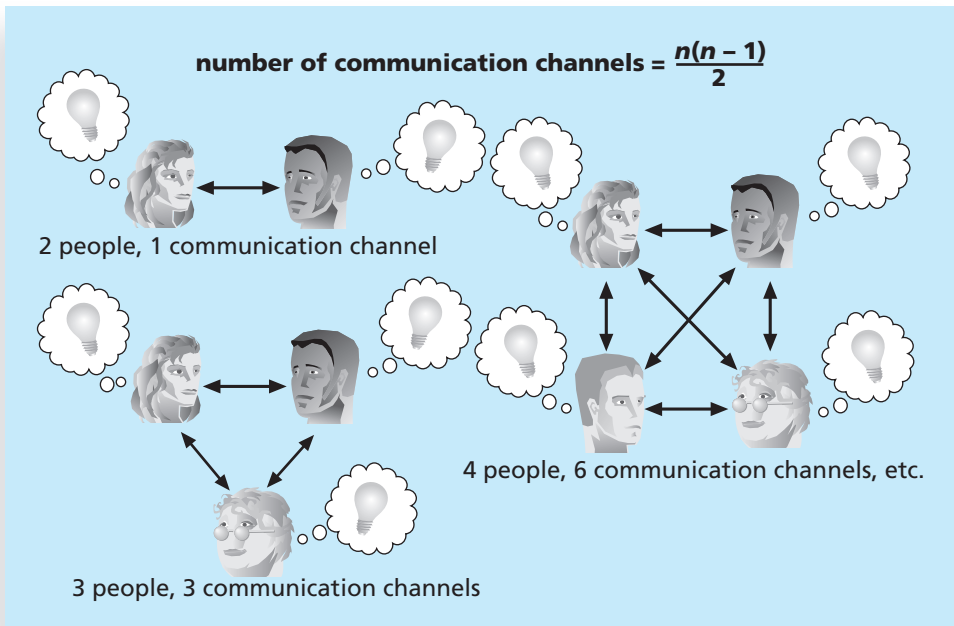 number of communication channels = n(n – 1)
2
2 people, 1 communication channel
4 people, 6 communication channels, etc.
3 people, 3 communication channels